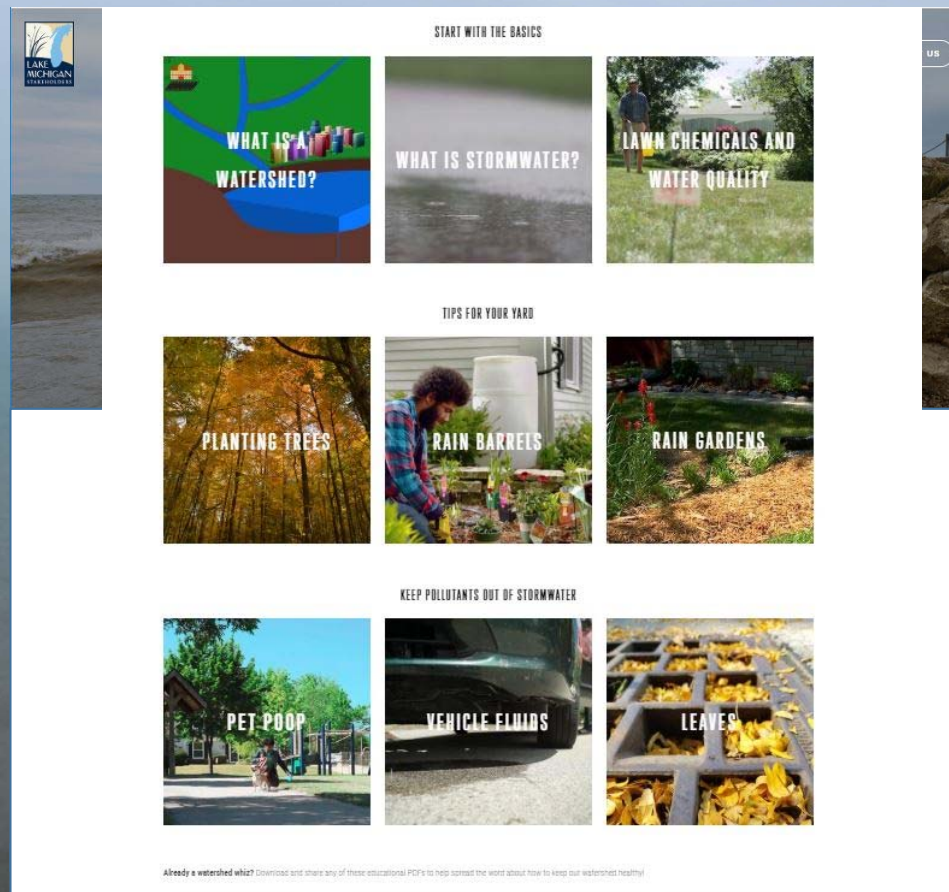 LAKE
MICHIGAN
STAKEHOLDERS
US
START WITH THE BASICS
WHAT IS A
WATERSHED?
WHAT IS STORMWATER?
LAWN CHEMICALS AND
WATER QUALITY
TIPS FOR YOUR YARD
PLANTING TREES
RAIN BARRELS
RAIN GARDENS
KEEP POLLUTANTS OUT OF STORMWATER
PET POOP
VEHICLE FLUIDS
LEAVES
Already a watershed whiz? Download and share any of these educational PDFs to help spread the word about how to keep our watershed healthy!